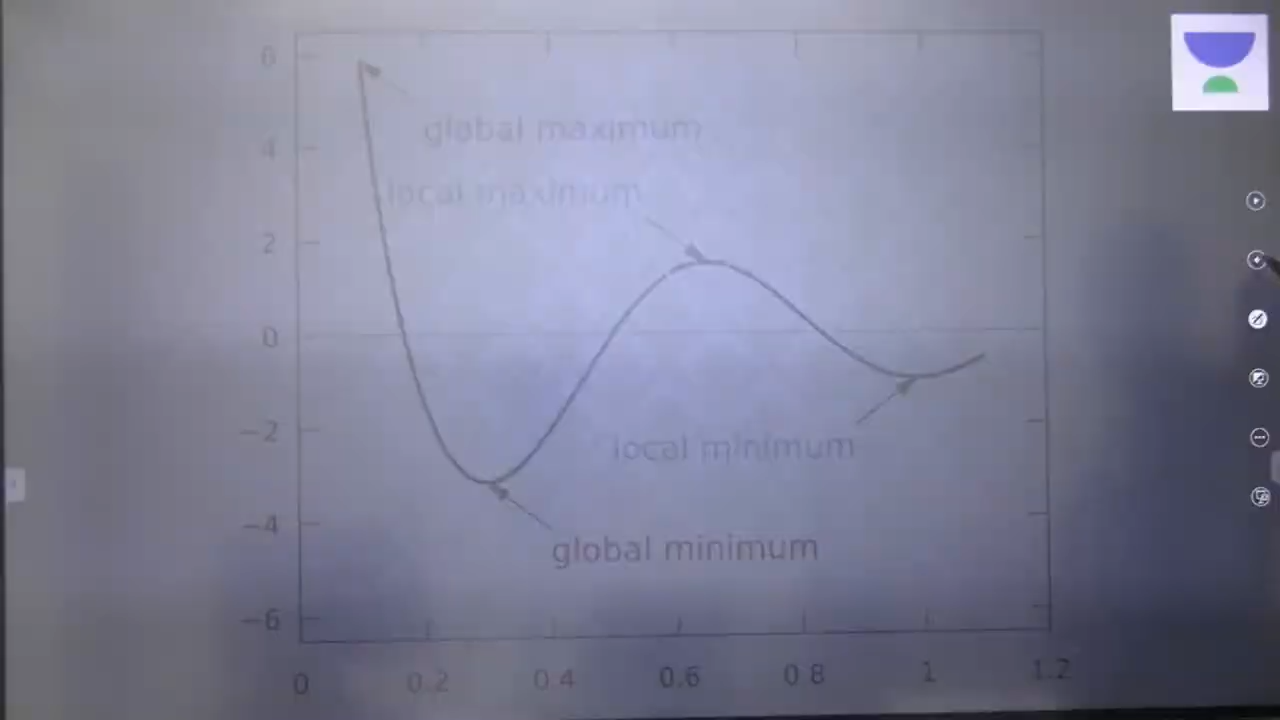 6
global maximum
4
local maximum
2
0
−2
local minimum
−4
global minimum
−6
0 0.2 0.4 0.6 0 8 1 1.2